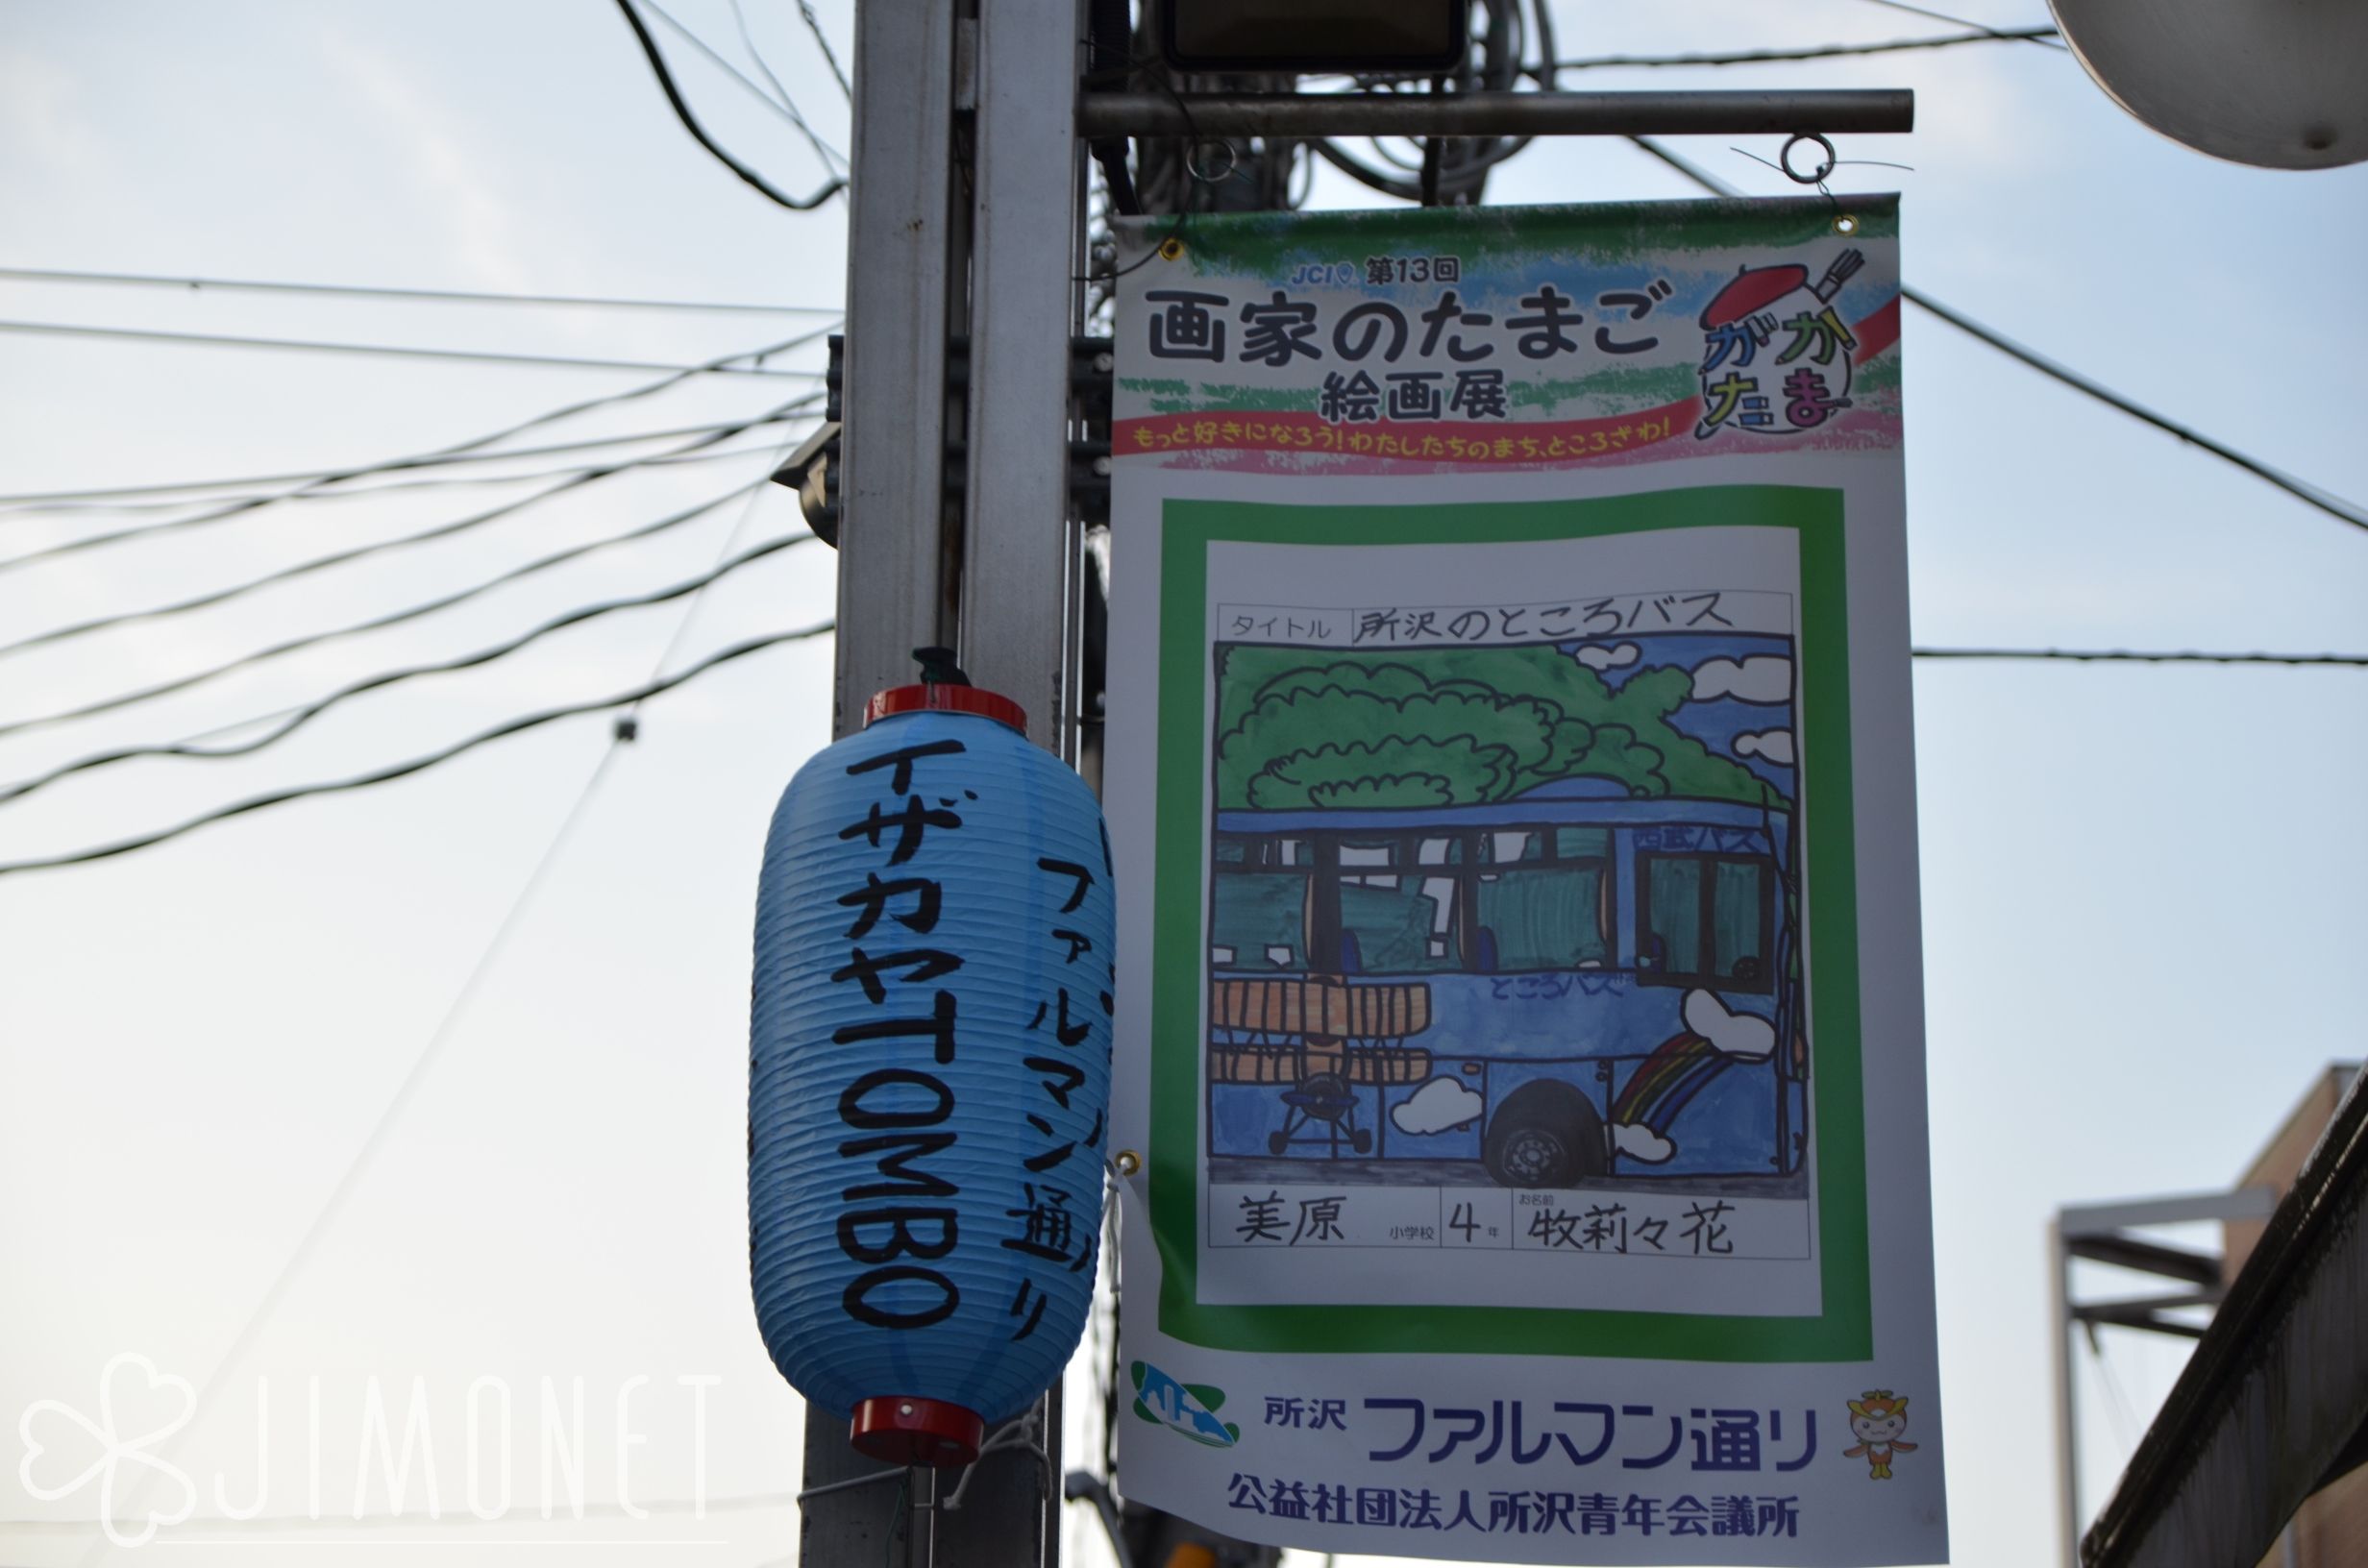 JCI 第13回
画家のたまご
絵画展
がか
たま
もっと好きになろう!わたしたちのまち、ところざわ!
タイトル 所沢のところバス
西武バス
ところバス
美原 小学校 4 年 お名前 牧莉々花
所沢 ファルマン通り
公益社団法人所沢青年会議所
イザカヤTOMBO
ファルマン通り
JIMONET